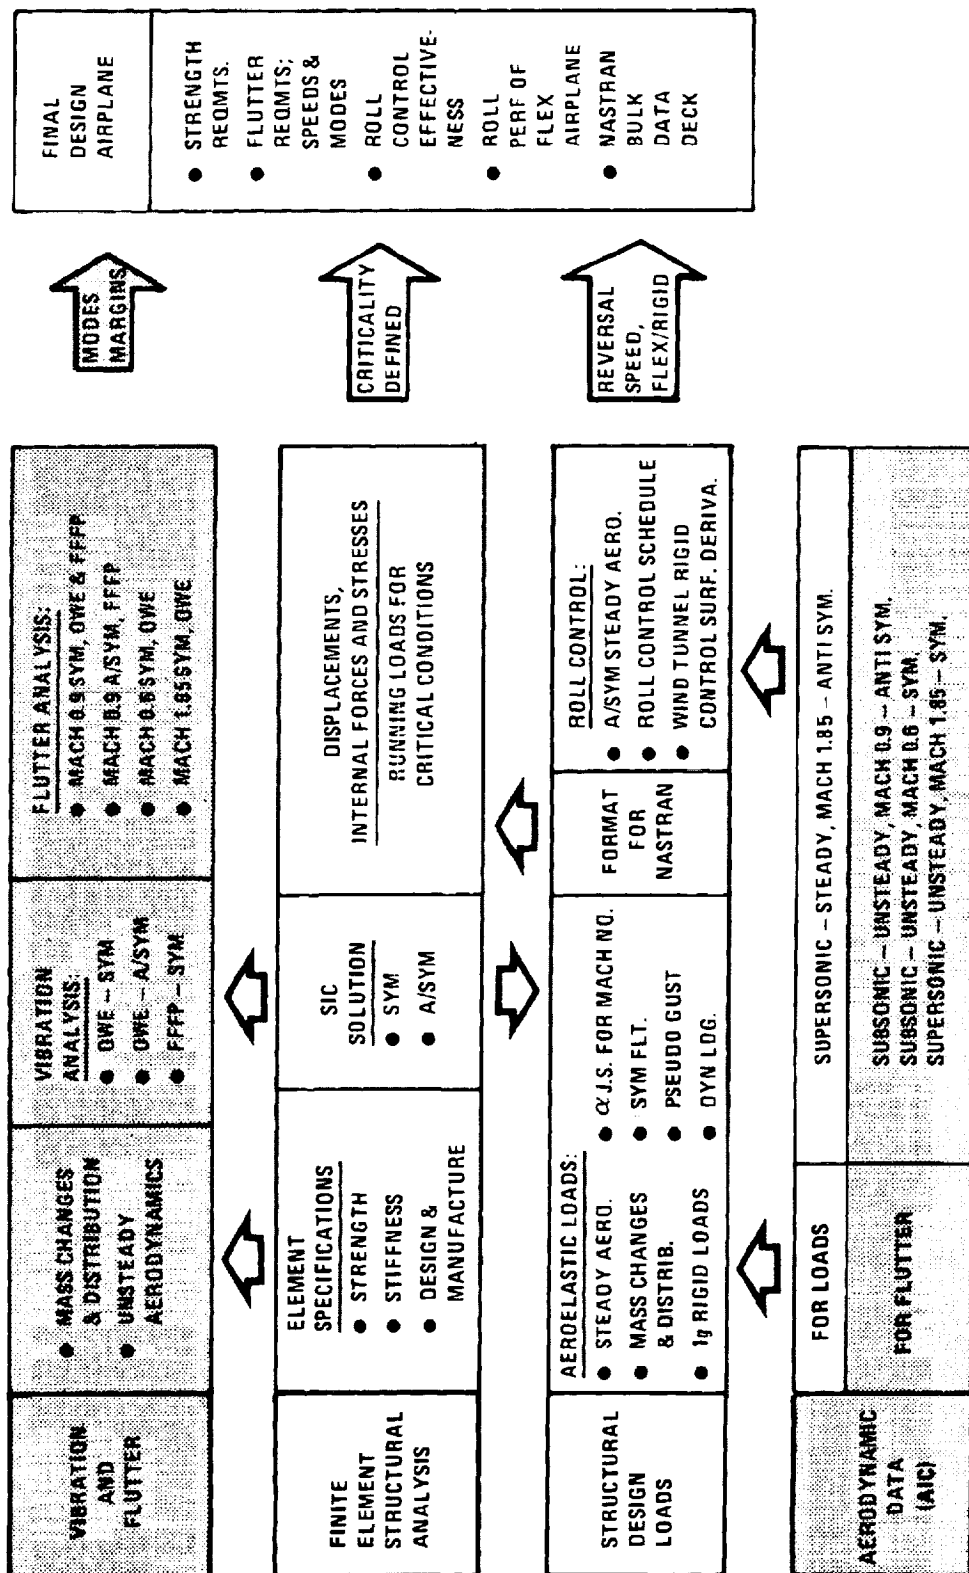 VIBRATION
AND
FLUTTER
● MASS CHANGES
& DISTRIBUTION
● UNSTEADY
AERODYNAMICS
VIBRATION
ANALYSIS:
● OWE – SYM
● OWE – A/SYM
● FFFP – SYM
FLUTTER ANALYSIS:
● MACH 0.9 SYM, OWE & FFFP
● MACH 0.9 A/SYM, FFFP
● MACH 0.6 SYM, OWE
● MACH 1.85 SYM, OWE
MODES
MARGINS
FINAL
DESIGN
AIRPLANE
● STRENGTH
REQMTS.
● FLUTTER
REQMTS;
SPEEDS &
MODES
● ROLL
CONTROL
EFFECTIVE-
NESS
● ROLL
PERF OF
FLEX
AIRPLANE
● NASTRAN
BULK
DATA
DECK
FINITE
ELEMENT
STRUCTURAL
ANALYSIS
ELEMENT
SPECIFICATIONS
● STRENGTH
● STIFFNESS
● DESIGN &
MANUFACTURE
SIC
SOLUTION
● SYM
● A/SYM
DISPLACEMENTS,
INTERNAL FORCES AND STRESSES
RUNNING LOADS FOR
CRITICAL CONDITIONS
CRITICALITY
DEFINED
STRUCTURAL
DESIGN
LOADS
AEROELASTIC LOADS:
● STEADY AERO.
● MASS CHANGES
& DISTRIB.
● 1g RIGID LOADS
● α J.S. FOR MACH NO.
● SYM FLT.
● PSEUDO GUST
● DYN LDG.
FORMAT
FOR
NASTRAN
ROLL CONTROL:
● A/SYM STEADY AERO.
● ROLL CONTROL SCHEDULE
● WIND TUNNEL RIGID
CONTROL SURF. DERIVA.
REVERSAL
SPEED,
FLEX/RIGID
AERODYNAMIC
DATA
(AIC)
FOR LOADS
SUPERSONIC – STEADY, MACH 1.85 – ANTI SYM.
FOR FLUTTER
SUBSONIC – UNSTEADY, MACH 0.9 – ANTI SYM.
SUBSONIC – UNSTEADY, MACH 0.6 – SYM.
SUPERSONIC – UNSTEADY, MACH 1.85 – SYM.